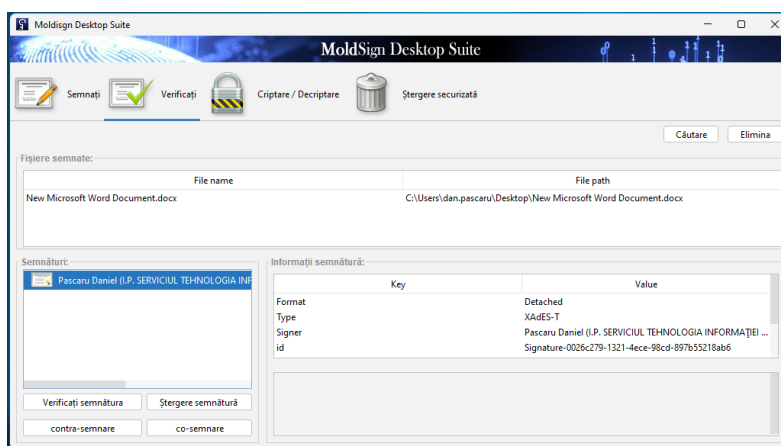 Moldisgn Desktop Suite
MoldSign Desktop Suite
Semnați Verificați Criptare / Decriptare Ștergere securizată
Căutare Elimina
Fișiere semnate:
File name File path
New Microsoft Word Document.docx C:\Users\dan.pascaru\Desktop\New Microsoft Word Document.docx
Semnături: Informații semnătură:
Pascaru Daniel (I.P. SERVICIUL TEHNOLOGIA INF
Key Value
Format Detached
Type XAdES-T
Signer Pascaru Daniel (I.P. SERVICIUL TEHNOLOGIA INFORMAŢIEI ...
id Signature-0026c279-1321-4ece-98cd-897b55218ab6
Verificați semnătura Ștergere semnătură
contra-semnare co-semnare